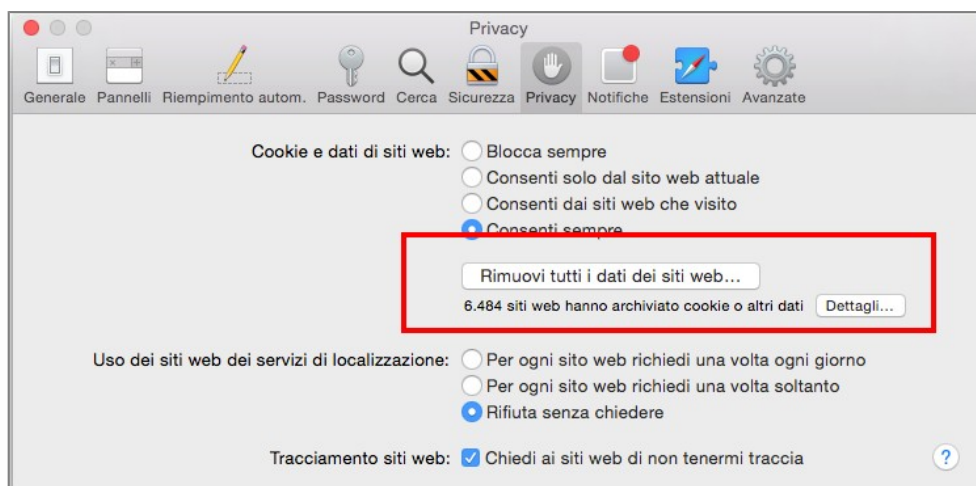 Privacy
Generale Pannelli Riempimento autom. Password Cerca Sicurezza Privacy Notifiche Estensioni Avanzate
Cookie e dati di siti web: Blocca sempre
Consenti solo dal sito web attuale
Consenti dai siti web che visito
Consenti sempre
Rimuovi tutti i dati dei siti web...
6.484 siti web hanno archiviato cookie o altri dati Dettagli...
Uso dei siti web dei servizi di localizzazione: Per ogni sito web richiedi una volta ogni giorno
Per ogni sito web richiedi una volta soltanto
Rifiuta senza chiedere
Tracciamento siti web: Chiedi ai siti web di non tenermi traccia ?